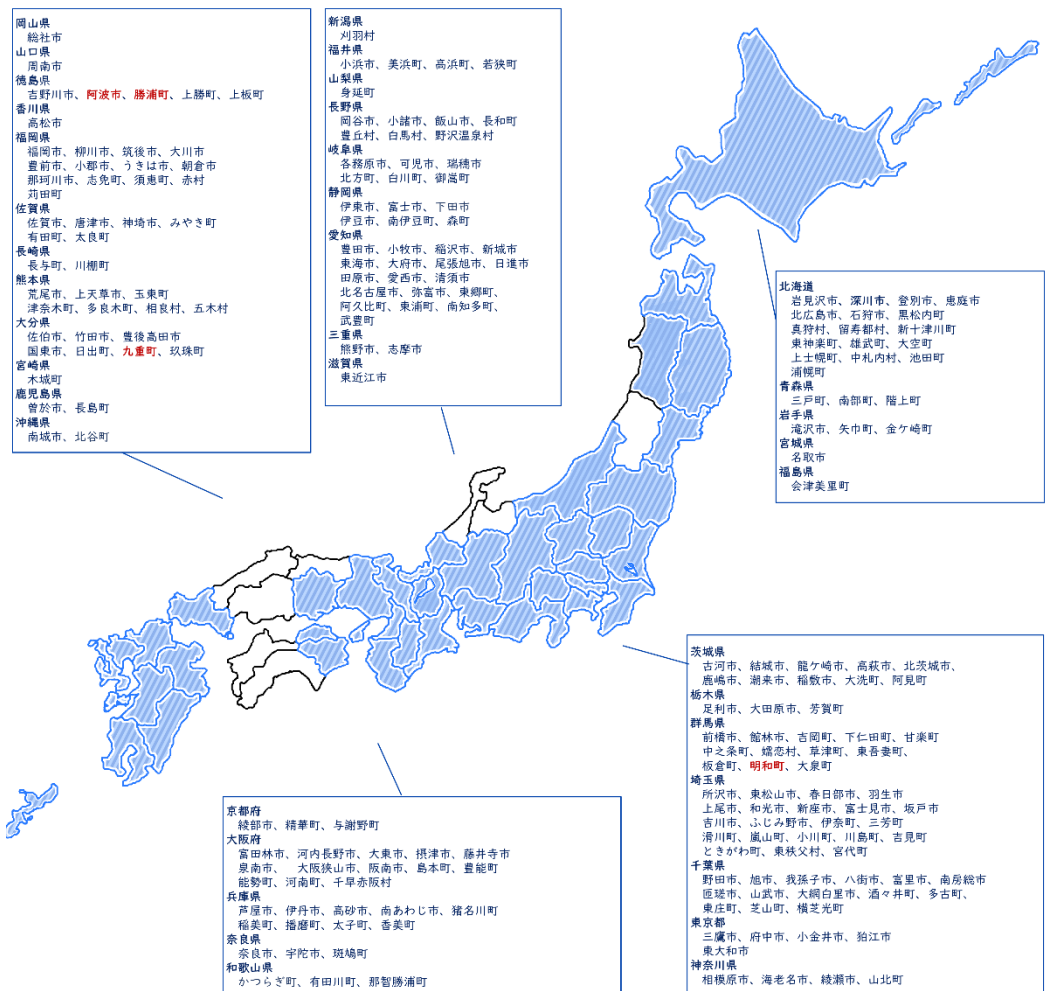 岡山県
総社市
山口県
周南市
徳島県
吉野川市、阿波市、勝浦町、上勝町、上板町
香川県
高松市
福岡県
福岡市、柳川市、筑後市、大川市
豊前市、小郡市、うきは市、朝倉市
那珂川市、志免町、須恵町、赤村
苅田町
佐賀県
佐賀市、唐津市、神埼市、みやき町
有田町、太良町
長崎県
長与町、川棚町
熊本県
荒尾市、上天草市、玉東町
津奈木町、多良木町、相良村、五木村
大分県
佐伯市、竹田市、豊後高田市
国東市、日出町、九重町、玖珠町
宮崎県
木城町
鹿児島県
曽於市、長島町
沖縄県
南城市、北谷町
新潟県
刈羽村
福井県
小浜市、美浜町、高浜町、若狭町
山梨県
身延町
長野県
岡谷市、小諸市、飯山市、長和町
豊丘村、白馬村、野沢温泉村
岐阜県
各務原市、可児市、瑞穂市
北方町、白川町、御嵩町
静岡県
伊東市、富士市、下田市
伊豆市、南伊豆町、森町
愛知県
豊田市、小牧市、稲沢市、新城市
東海市、大府市、尾張旭市、日進市
田原市、愛西市、清須市
北名古屋市、弥富市、東郷町、
阿久比町、東浦町、南知多町、
武豊町
三重県
熊野市、志摩市
滋賀県
東近江市
北海道
岩見沢市、深川市、登別市、恵庭市
北広島市、石狩市、黒松内町
真狩村、留寿都村、新十津川町
東神楽町、雄武町、大空町
上士幌町、中札内村、池田町
浦幌町
青森県
三戸町、南部町、階上町
岩手県
滝沢市、矢巾町、金ケ崎町
宮城県
名取市
福島県
会津美里町
茨城県
古河市、結城市、龍ケ崎市、高萩市、北茨城市、
鹿嶋市、潮来市、稲敷市、大洗町、阿見町
栃木県
足利市、大田原市、芳賀町
群馬県
前橋市、館林市、吉岡町、下仁田町、甘楽町
中之条町、嬬恋村、草津町、東吾妻町、
板倉町、明和町、大泉町
埼玉県
所沢市、東松山市、春日部市、羽生市
上尾市、和光市、新座市、富士見市、坂戸市
吉川市、ふじみ野市、伊奈町、三芳町
滑川町、嵐山町、小川町、川島町、吉見町
ときがわ町、東秩父村、宮代町
千葉県
野田市、旭市、我孫子市、八街市、富里市、南房総市
匝瑳市、山武市、大網白里市、酒々井町、多古町、
東庄町、芝山町、横芝光町
東京都
三鷹市、府中市、小金井市、狛江市
東大和市
神奈川県
相模原市、海老名市、綾瀬市、山北町
京都府
綾部市、精華町、与謝野町
大阪府
富田林市、河内長野市、大東市、摂津市、藤井寺市
泉南市、 大阪狭山市、阪南市、島本町、豊能町
能勢町、河南町、千早赤阪村
兵庫県
芦屋市、伊丹市、高砂市、南あわじ市、猪名川町
稲美町、播磨町、太子町、香美町
奈良県
奈良市、宇陀市、斑鳩町
和歌山県
かつらぎ町、有田川町、那智勝浦町